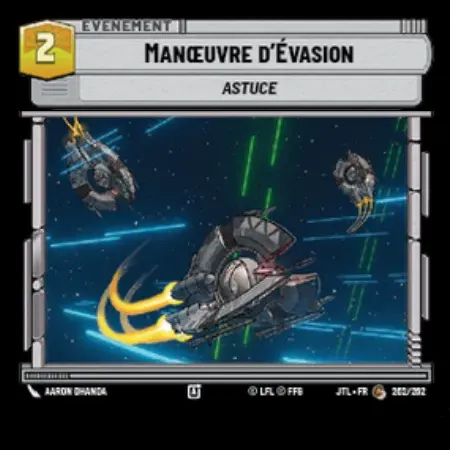 EVENEMENT
2
MANŒUVRE D'ÉVASION
ASTUCE
AARON DHANDA
A
© LFL Ⓟ FFG
JTL • FR
262/262